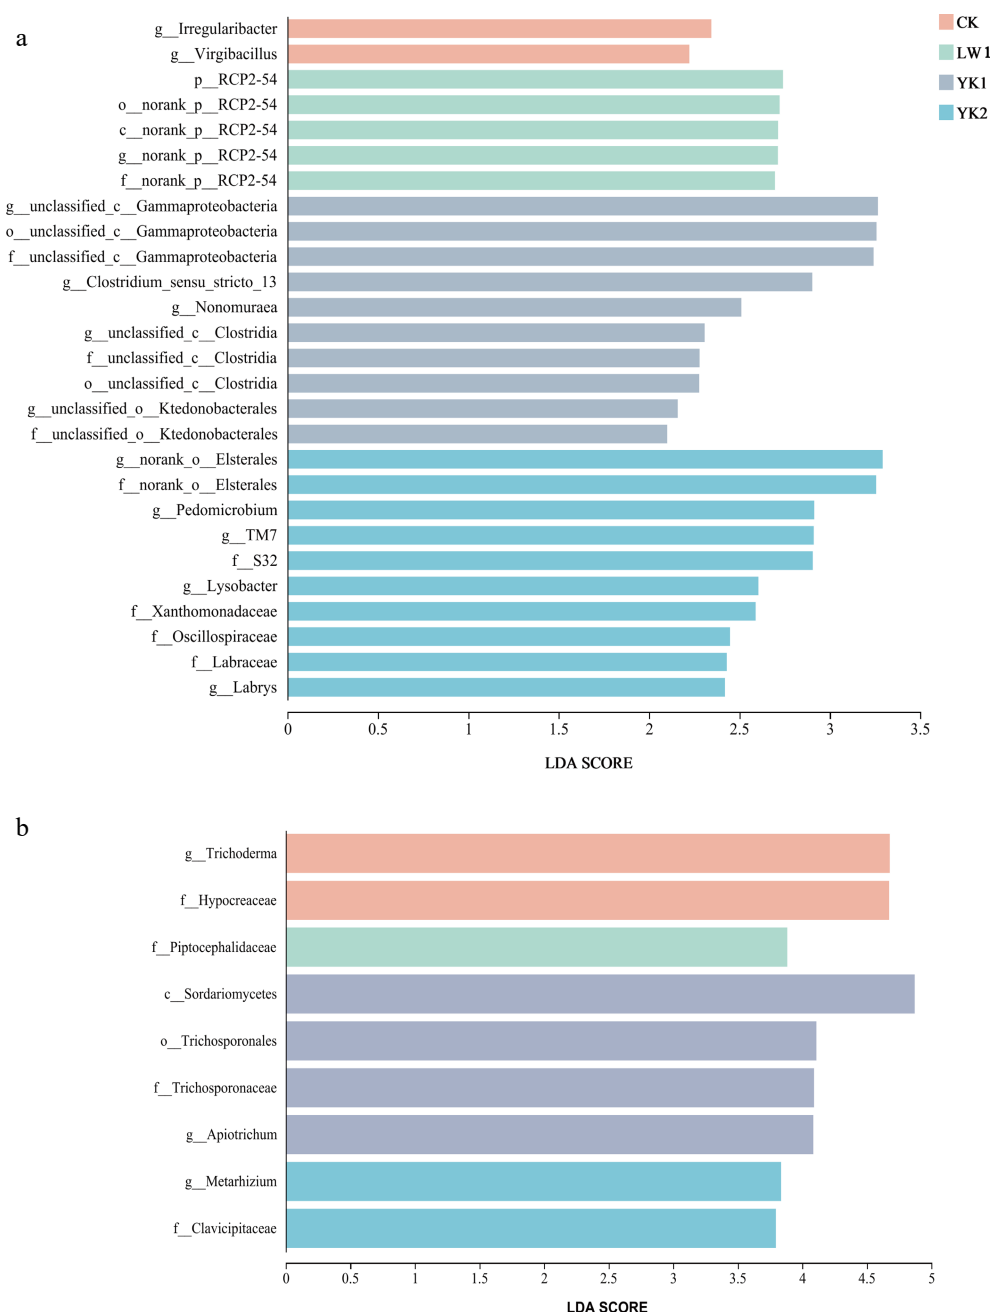 a
g__Irregularibacter
g__Virgibacillus
p__RCP2-54
o__norank_p__RCP2-54
c__norank_p__RCP2-54
g__norank_p__RCP2-54
f__norank_p__RCP2-54
g__unclassified_c__Gammaproteobacteria
o__unclassified_c__Gammaproteobacteria
f__unclassified_c__Gammaproteobacteria
g__Clostridium_sensu_stricto_13
g__Nonomuraea
g__unclassified_c__Clostridia
f__unclassified_c__Clostridia
o__unclassified_c__Clostridia
g__unclassified_o__Ktedonobacterales
f__unclassified_o__Ktedonobacterales
g__norank_o__Elsterales
f__norank_o__Elsterales
g__Pedomicrobium
g__TM7
f__S32
g__Lysobacter
f__Xanthomonadaceae
f__Oscillospiraceae
f__Labraceae
g__Labrys
0 0.5 1 1.5 2 2.5 3 3.5
LDA SCORE
CK
LW1
YK1
YK2
b
g__Trichoderma
f__Hypocreaceae
f__Piptocephalidaceae
c__Sordariomycetes
o__Trichosporonales
f__Trichosporonaceae
g__Apiotrichum
g__Metarhizium
f__Clavicipitaceae
0 0.5 1 1.5 2 2.5 3 3.5 4 4.5 5
LDA SCORE